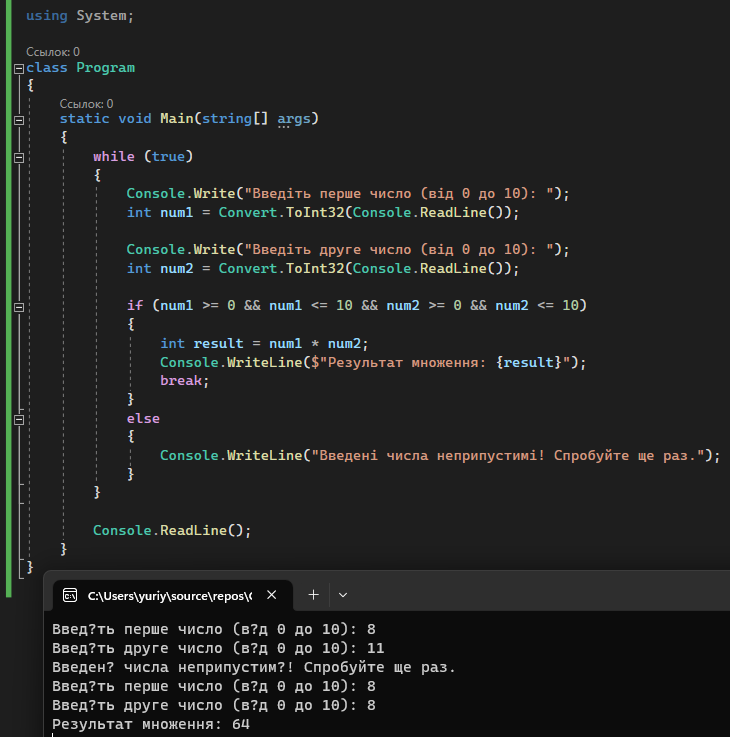 using System;
Ссылок: 0
class Program
{
Ссылок: 0
static void Main(string[] args)
{
while (true)
{
Console.Write("Введіть перше число (від 0 до 10): ");
int num1 = Convert.ToInt32(Console.ReadLine());
Console.Write("Введіть друге число (від 0 до 10): ");
int num2 = Convert.ToInt32(Console.ReadLine());
if (num1 >= 0 && num1 <= 10 && num2 >= 0 && num2 <= 10)
{
int result = num1 * num2;
Console.WriteLine($"Результат множення: {result}");
break;
}
else
{
Console.WriteLine("Введені числа неприпустимі! Спробуйте ще раз.");
}
}
Console.ReadLine();
}
}
C:\Users\yuriy\source\repos\
Введ?ть перше число (в?д 0 до 10): 8
Введ?ть друге число (в?д 0 до 10): 11
Введен? числа неприпустим?! Спробуйте ще раз.
Введ?ть перше число (в?д 0 до 10): 8
Введ?ть друге число (в?д 0 до 10): 8
Результат множення: 64